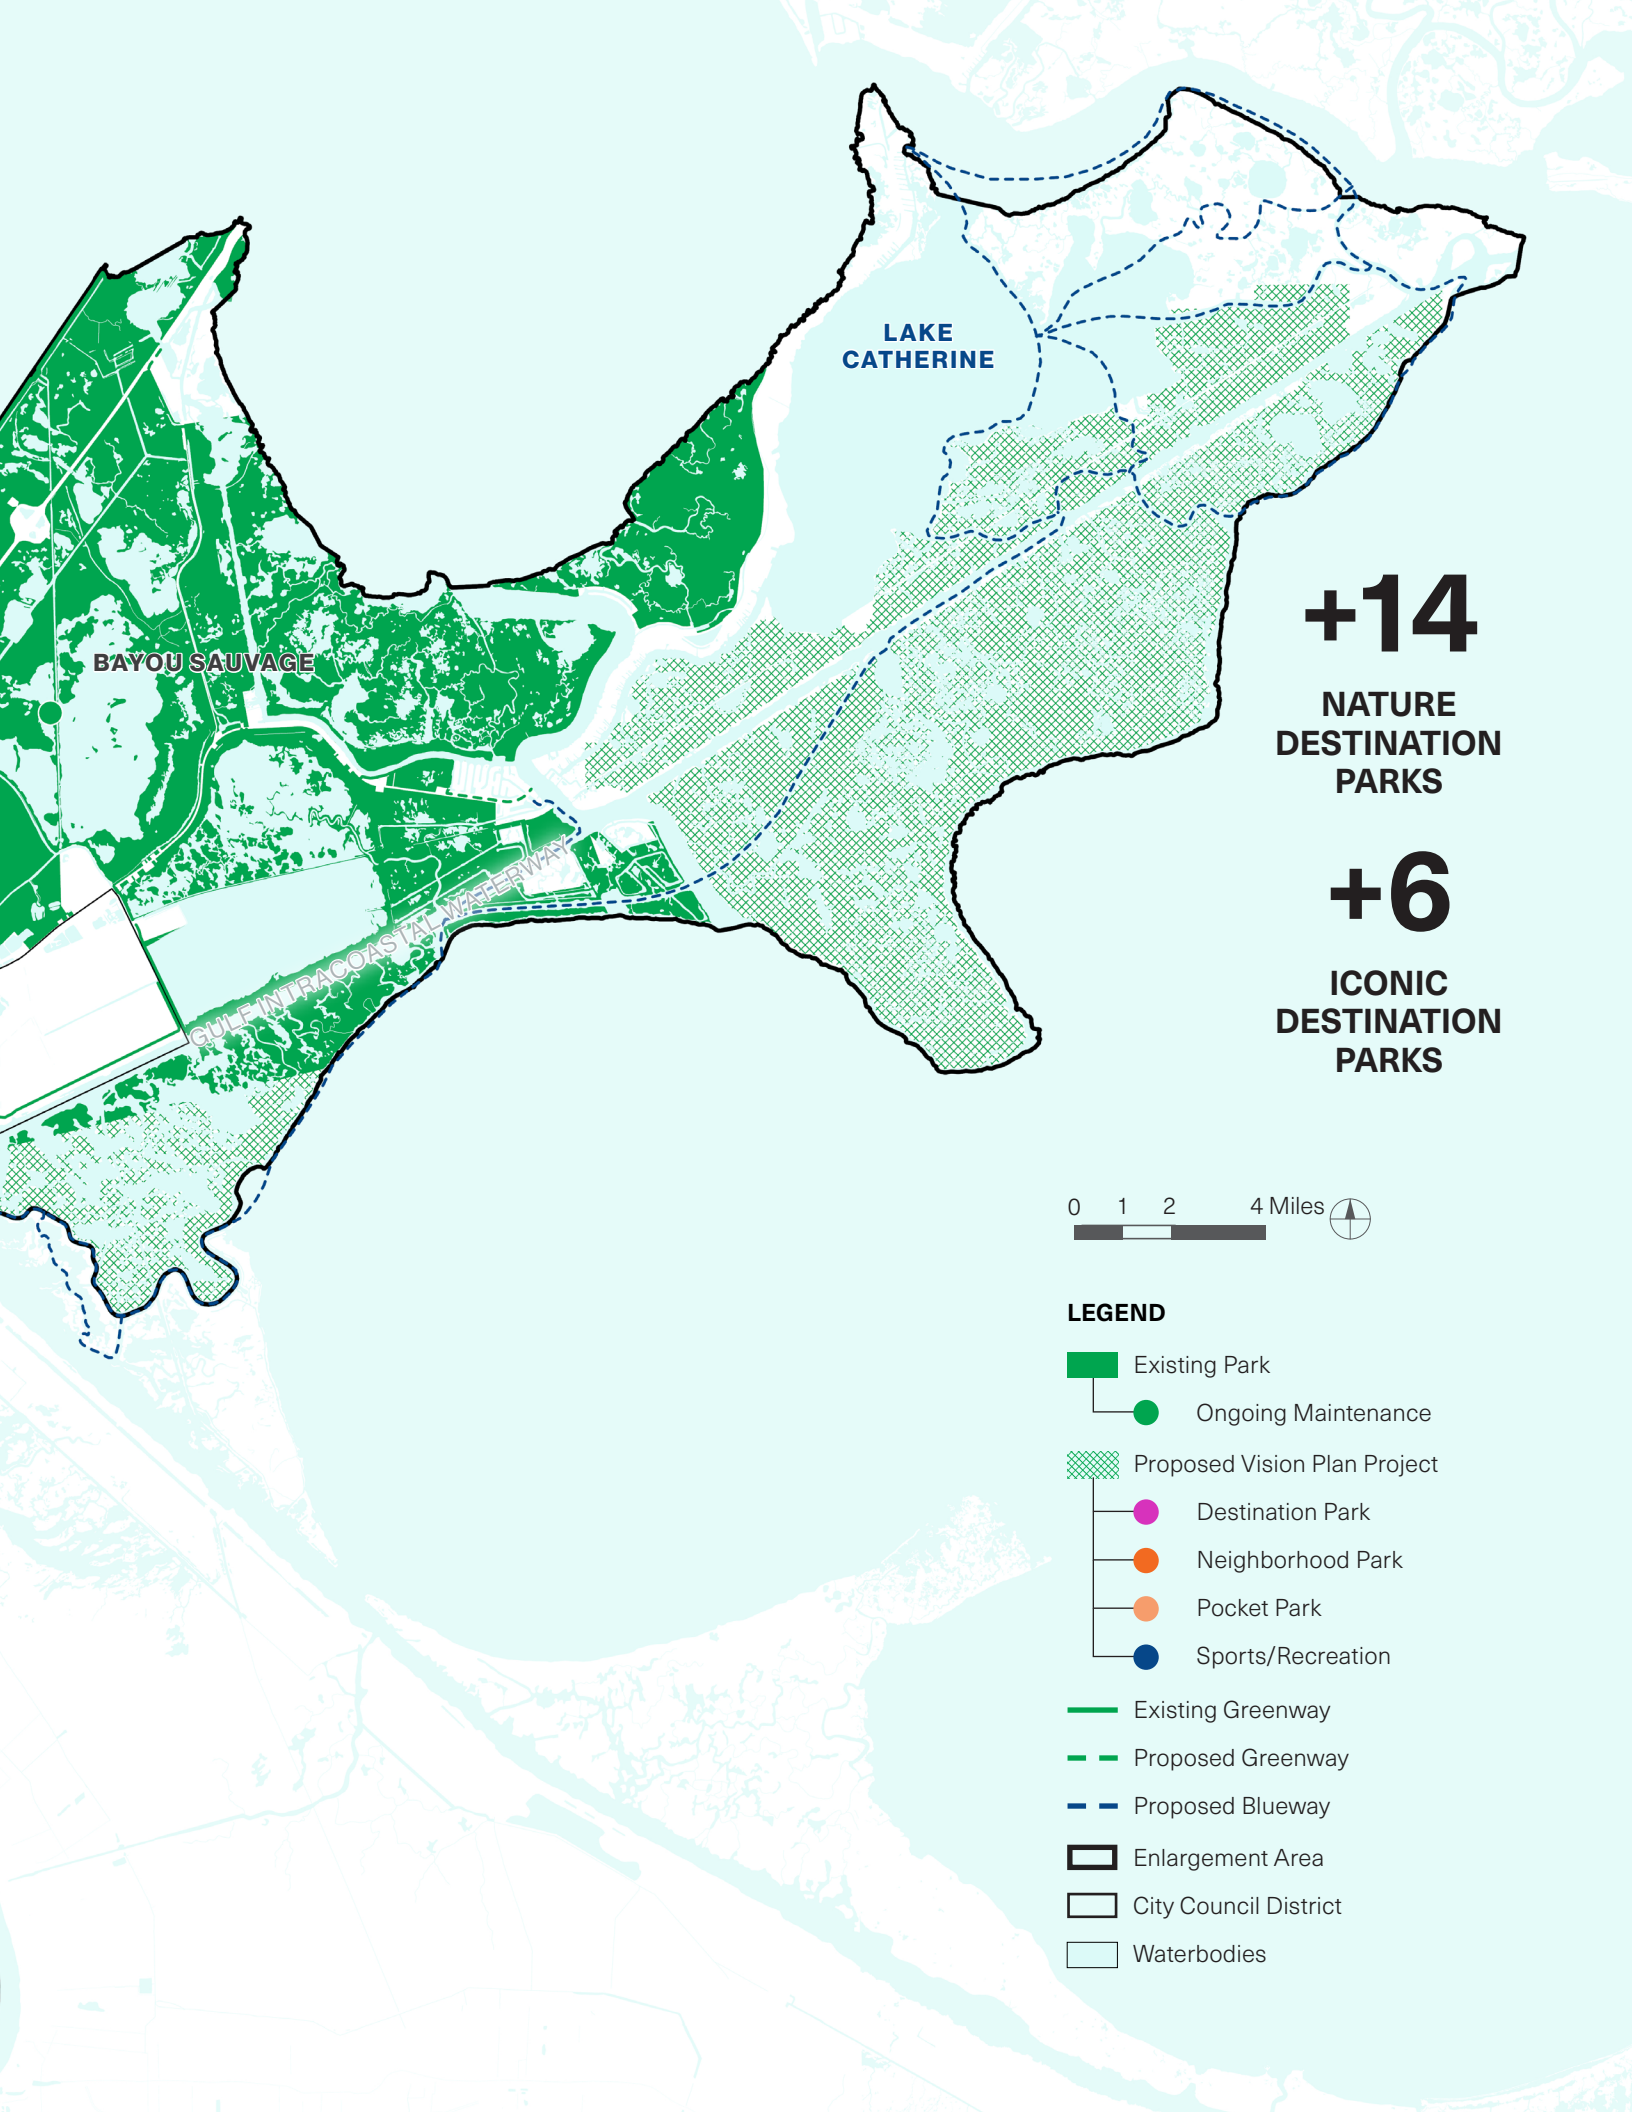 LAKE
CATHERINE
BAYOU SAUVAGE
GULF INTRACOASTAL WATERWAY
+14
NATURE
DESTINATION
PARKS
+6
ICONIC
DESTINATION
PARKS
0 1 2 4 Miles
LEGEND
Existing Park
Ongoing Maintenance
Proposed Vision Plan Project
Destination Park
Neighborhood Park
Pocket Park
Sports/Recreation
Existing Greenway
Proposed Greenway
Proposed Blueway
Enlargement Area
City Council District
Waterbodies